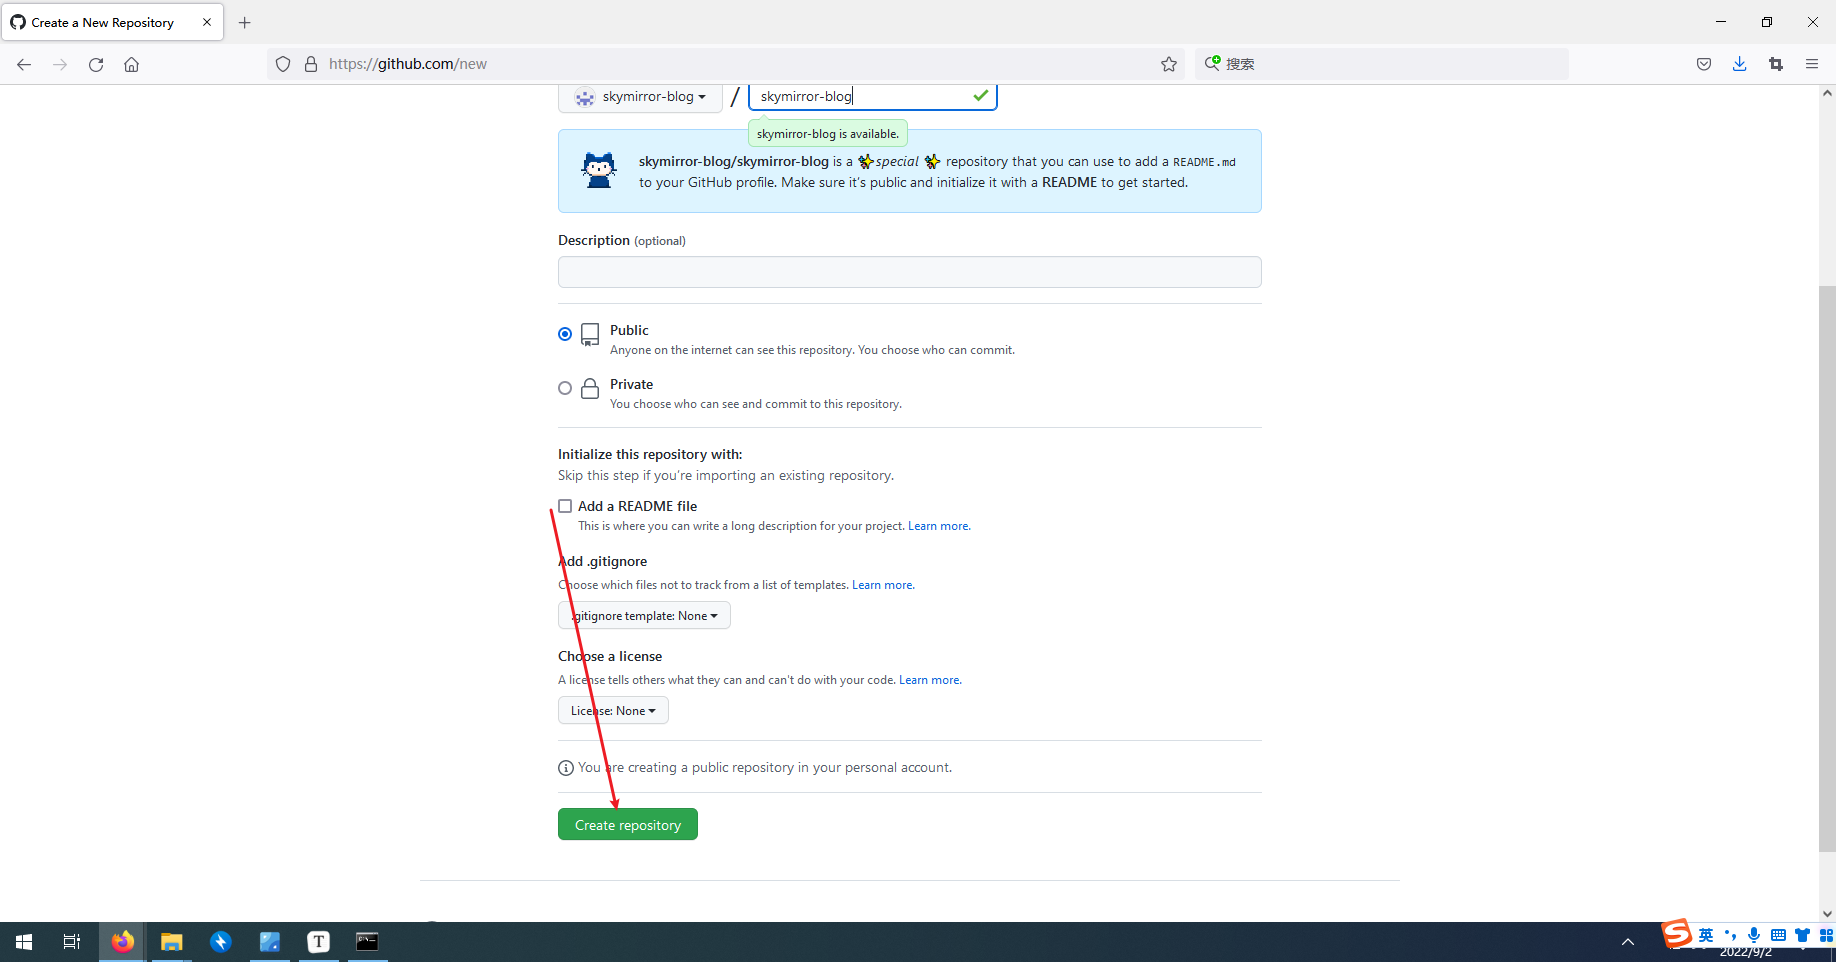 Create a New Repository
https://github.com/new
搜索
skymirror-blog / skymirror-blog
skymirror-blog is available.
skymirror-blog/skymirror-blog is a ✨special ✨ repository that you can use to add a README.md
to your GitHub profile. Make sure it's public and initialize it with a README to get started.
Description (optional)
Public
Anyone on the internet can see this repository. You choose who can commit.
Private
You choose who can see and commit to this repository.
Initialize this repository with:
Skip this step if you're importing an existing repository.
Add a README file
This is where you can write a long description for your project. Learn more.
Add .gitignore
Choose which files not to track from a list of templates. Learn more.
.gitignore template: None
Choose a license
A license tells others what they can and can't do with your code. Learn more.
License: None
You are creating a public repository in your personal account.
Create repository
T
S 英
2022/9/2